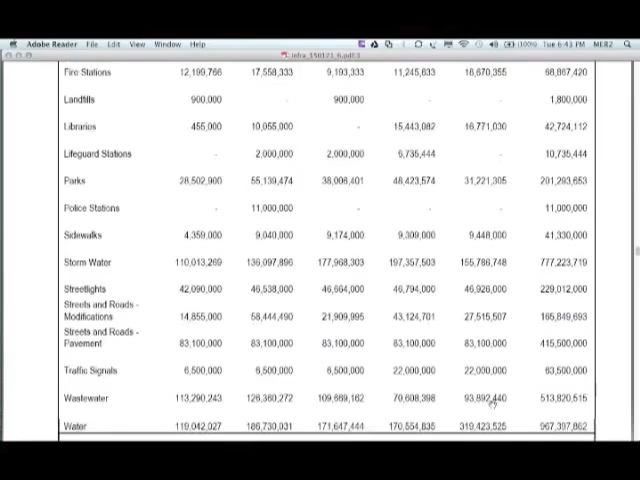 Adobe Reader File Edit View Window Help (100%) Tue 6:43 PM MER2
infra_150121_6.pdf
Fire Stations 12,199,766 17,558,333 9,193,333 11,245,633 18,670,355 68,867,420
Landfills 900,000 - 900,000 - - 1,800,000
Libraries 455,000 10,055,000 - 15,443,082 16,771,030 42,724,112
Lifeguard Stations - 2,000,000 2,000,000 6,735,444 - 10,735,444
Parks 28,502,900 55,139,474 38,006,401 48,423,574 31,221,305 201,293,653
Police Stations - 11,000,000 - - - 11,000,000
Sidewalks 4,359,000 9,040,000 9,174,000 9,309,000 9,448,000 41,330,000
Storm Water 110,013,269 136,097,896 177,968,303 197,357,503 155,786,748 777,223,719
Streetlights 42,090,000 46,538,000 46,664,000 46,794,000 46,926,000 229,012,000
Streets and Roads -
Modifications 14,855,000 58,444,490 21,909,995 43,124,701 27,515,507 165,849,693
Streets and Roads -
Pavement 83,100,000 83,100,000 83,100,000 83,100,000 83,100,000 415,500,000
Traffic Signals 6,500,000 6,500,000 6,500,000 22,000,000 22,000,000 63,500,000
Wastewater 113,290,243 126,360,272 109,669,162 70,608,398 93,892,440 513,820,515
Water 119,042,027 186,730,031 171,647,444 170,554,835 319,423,525 967,397,862